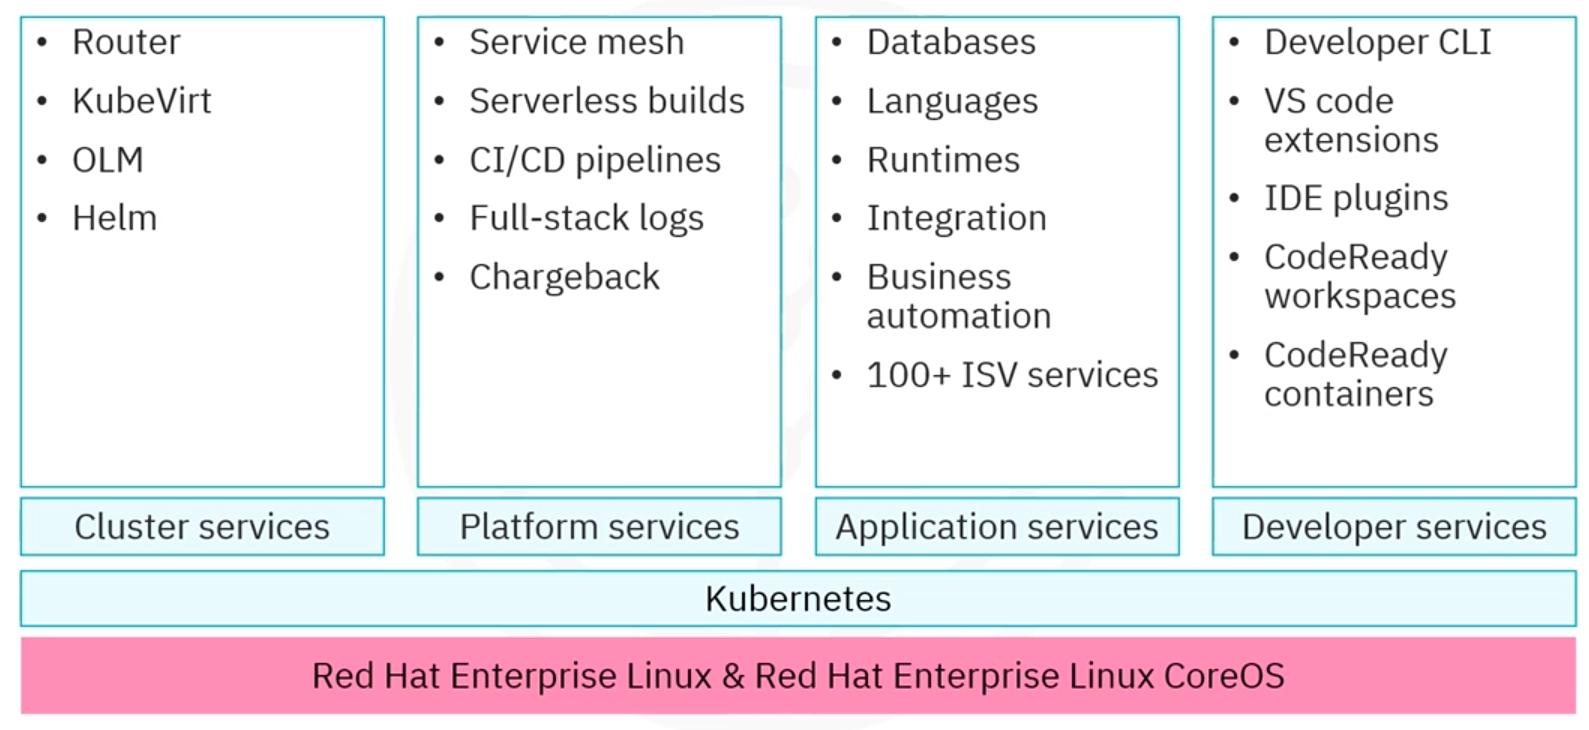 • Router
• KubeVirt
• OLM
• Helm
• Service mesh
• Serverless builds
• CI/CD pipelines
• Full-stack logs
• Chargeback
• Databases
• Languages
• Runtimes
• Integration
• Business
automation
• 100+ ISV services
• Developer CLI
• VS code
extensions
• IDE plugins
• CodeReady
workspaces
• CodeReady
containers
Cluster services
Platform services
Application services
Developer services
Kubernetes
Red Hat Enterprise Linux & Red Hat Enterprise Linux CoreOS